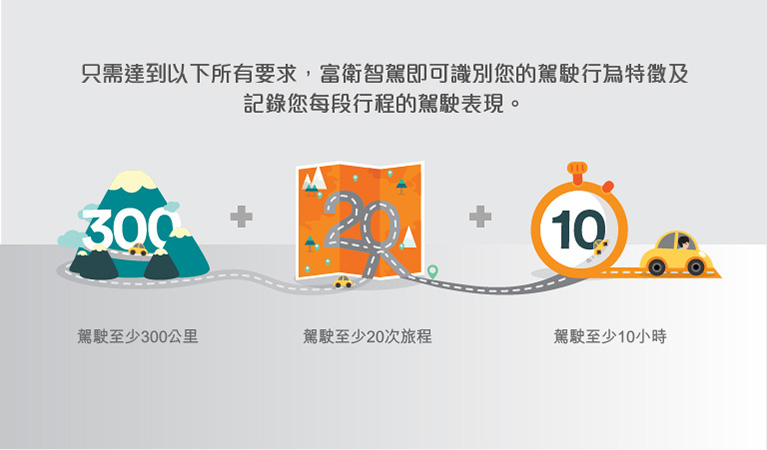 只需達到以下所有要求，富衛智駕即可識別您的駕駛行為特徵及
記錄您每段行程的駕駛表現。
300
20
10
駕駛至少300公里
駕駛至少20次旅程
駕駛至少10小時